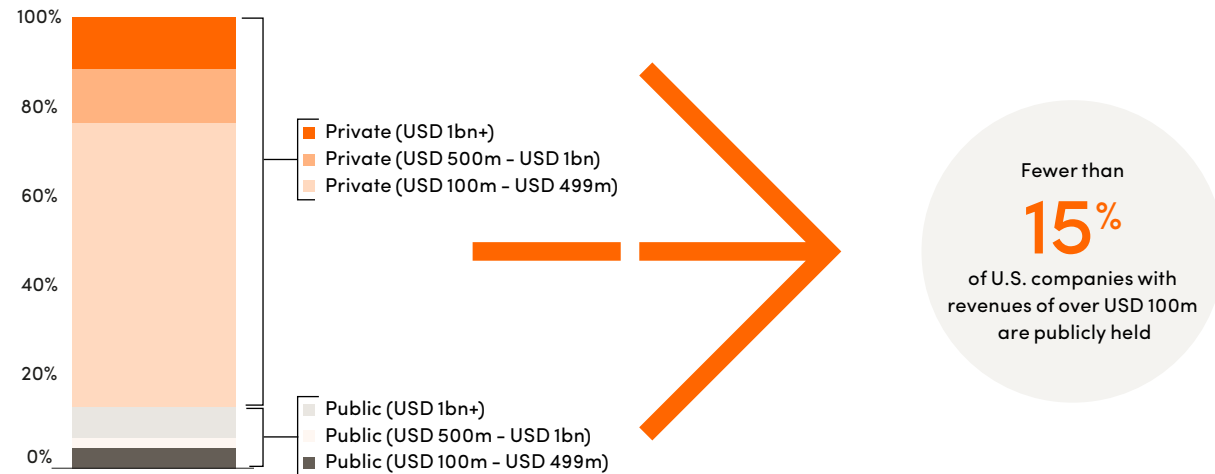 100%
80%
60%
40%
20%
0%
Private (USD 1bn+)
Private (USD 500m - USD 1bn)
Private (USD 100m - USD 499m)
Public (USD 1bn+)
Public (USD 500m - USD 1bn)
Public (USD 100m - USD 499m)
Fewer than
15%
of U.S. companies with
revenues of over USD 100m
are publicly held